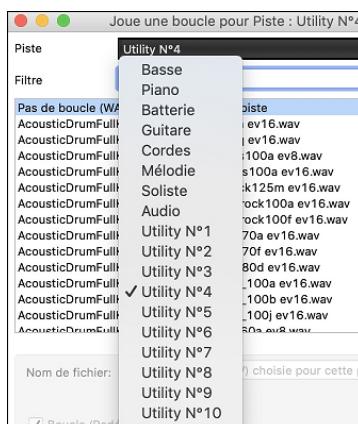 Joue une boucle pour Piste : Utility N°4
Piste
Utility N°4
Filtre
Basse
Piano
Batterie
Guitare
Cordes
Mélodie
Soliste
Audio
Utility N°1
Utility N°2
Utility N°3
✓ Utility N°4
Utility N°5
Utility N°6
Utility N°7
Utility N°8
Utility N°9
Utility N°10
Pas de boucle (WA piste
AcousticDrumFull ev16.wav
AcousticDrumFull ev16.wav
AcousticDrumFull 100a ev8.wav
AcousticDrumFull s100a ev16.wav
AcousticDrumFull ck125m ev16.wav
AcousticDrumFull rock100a ev16.wav
AcousticDrumFull rock100f ev16.wav
AcousticDrumFull 70a ev16.wav
AcousticDrumFull 70f ev16.wav
AcousticDrumFull 80d ev16.wav
AcousticDrumFull _100a ev16.wav
AcousticDrumFull _100b ev16.wav
AcousticDrumFull _100j ev16.wav
AcousticDrumFull 60a ev8.wav
Nom de fichier: ) choisie pour cette